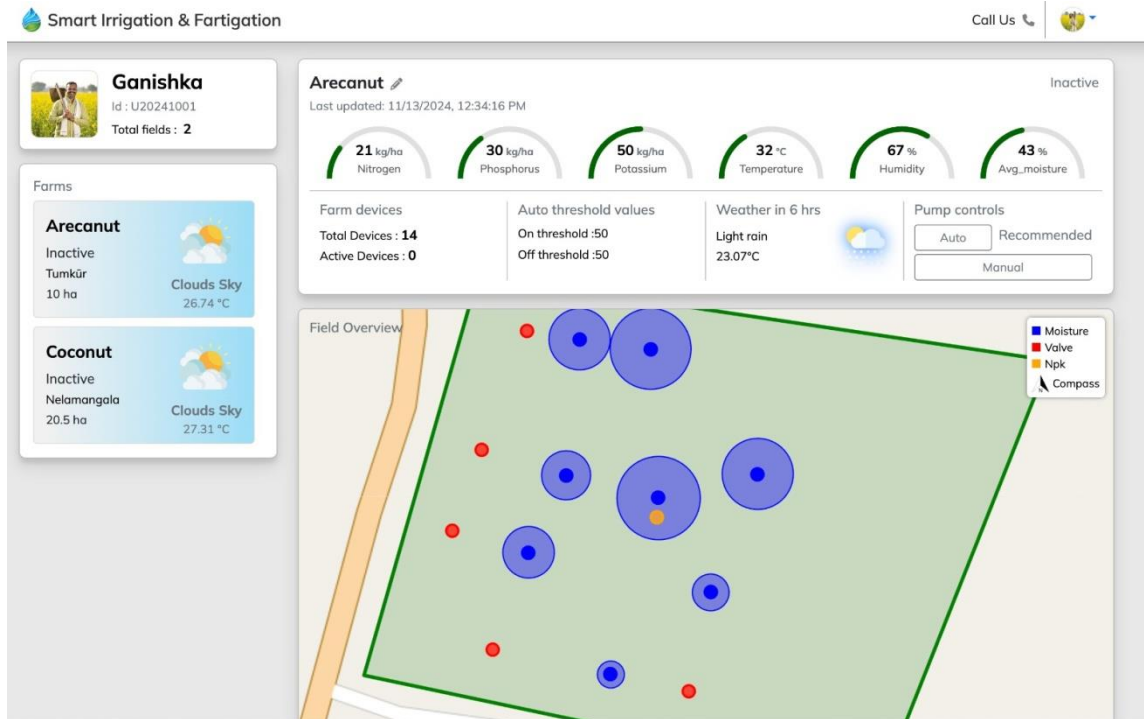 Smart Irrigation & Fartigation
Call Us
Ganishka
Id : U20241001
Total fields : 2
Farms
Arecanut
Inactive
Tumkūr
10 ha
Clouds Sky
26.74 °C
Coconut
Inactive
Nelamangala
20.5 ha
Clouds Sky
27.31 °C
Arecanut
Inactive
Last updated: 11/13/2024, 12:34:16 PM
21 kg/ha
Nitrogen
30 kg/ha
Phosphorus
50 kg/ha
Potassium
32 °C
Temperature
67 %
Humidity
43 %
Avg_moisture
Farm devices
Total Devices : 14
Active Devices : 0
Auto threshold values
On threshold :50
Off threshold :50
Weather in 6 hrs
Light rain
23.07°C
Pump controls
Auto
Recommended
Manual
Field Overview
Moisture
Valve
Npk
Compass